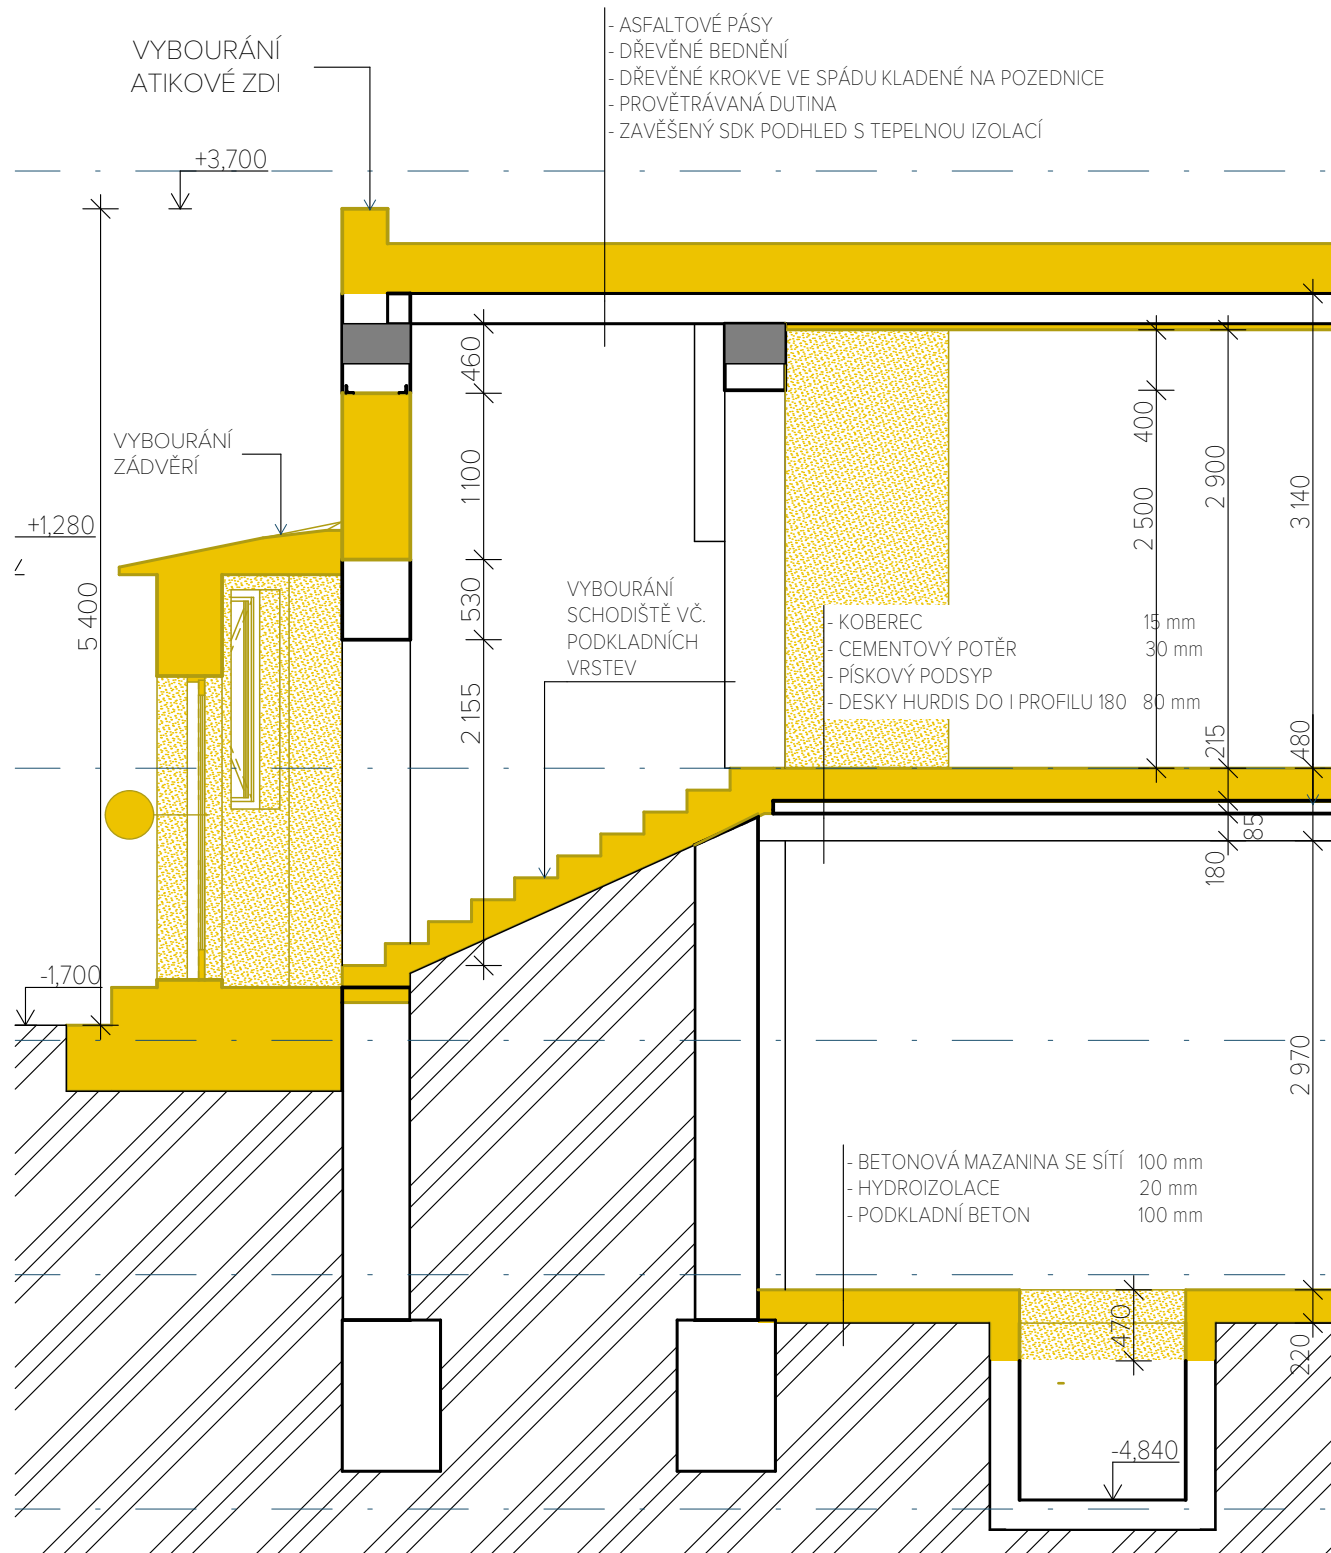 VYBOURÁNÍ
ATIKOVÉ ZDI
- ASFALTOVÉ PÁSY
- DŘEVĚNÉ BEDNĚNÍ
- DŘEVĚNÉ KROKVE VE SPÁDU KLADENÉ NA POZEDNICE
- PROVĚTRÁVANÁ DUTINA
- ZAVĚŠENÝ SDK PODHLED S TEPELNOU IZOLACÍ
+3,700
460
400
VYBOURÁNÍ
ZÁDVĚŘÍ
1100
2 900
3 140
2 500
+1,280
5 400
530
VYBOURÁNÍ
SCHODIŠTĚ VČ.
PODKLADNÍCH
VRSTEV
- KOBEREC 15 mm
- CEMENTOVÝ POTĚR 30 mm
- PÍSKOVÝ PODSYP
- DESKY HURDIS DO I PROFILU 180 80 mm
2 155
215
480
85
180
-1,700
2 970
- BETONOVÁ MAZANINA SE SÍTÍ 100 mm
- HYDROIZOLACE 20 mm
- PODKLADNÍ BETON 100 mm
470
220
-4,840